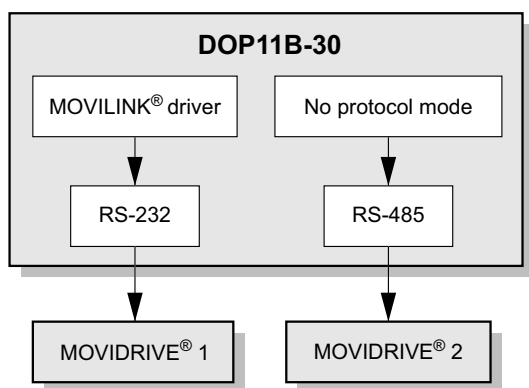 DOP11B-30
MOVILINK® driver
No protocol mode
RS-232
RS-485
MOVIDRIVE® 1
MOVIDRIVE® 2